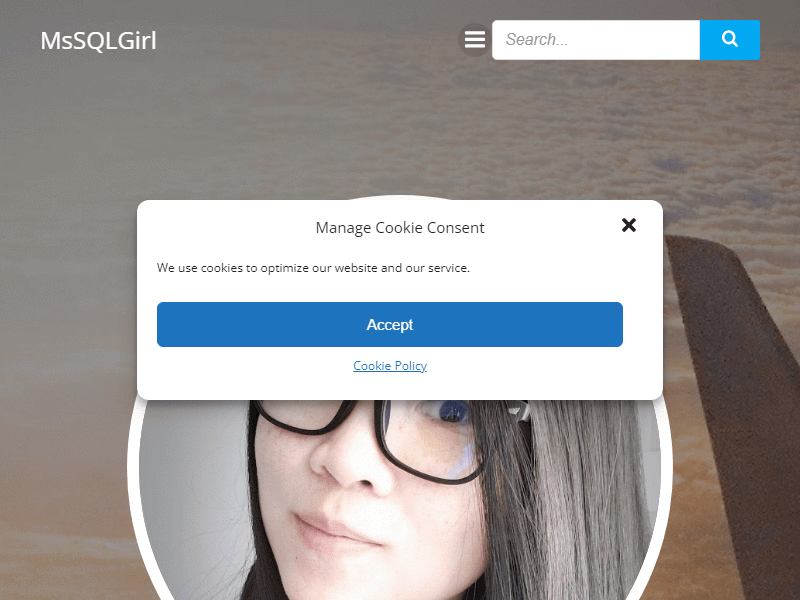 MsSQLGirl
Search...
Manage Cookie Consent
We use cookies to optimize our website and our service.
Accept
Cookie Policy